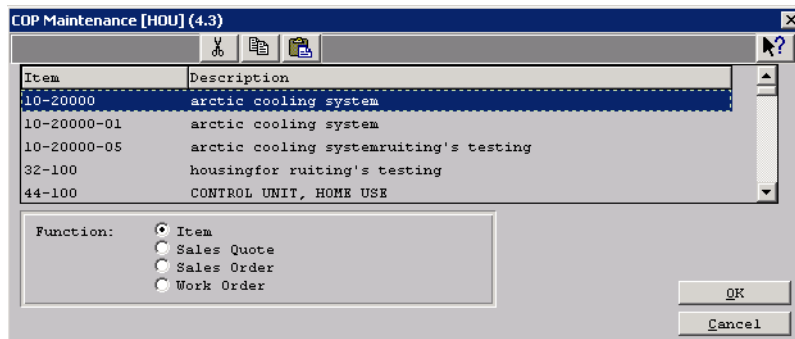 COP Maintenance [HOU] (4.3)
Item Description
10-20000 arctic cooling system
10-20000-01 arctic cooling system
10-20000-05 arctic cooling systemruiting's testing
32-100 housingfor ruiting's testing
44-100 CONTROL UNIT, HOME USE
Function: Item
Sales Quote
Sales Order
Work Order
OK
Cancel